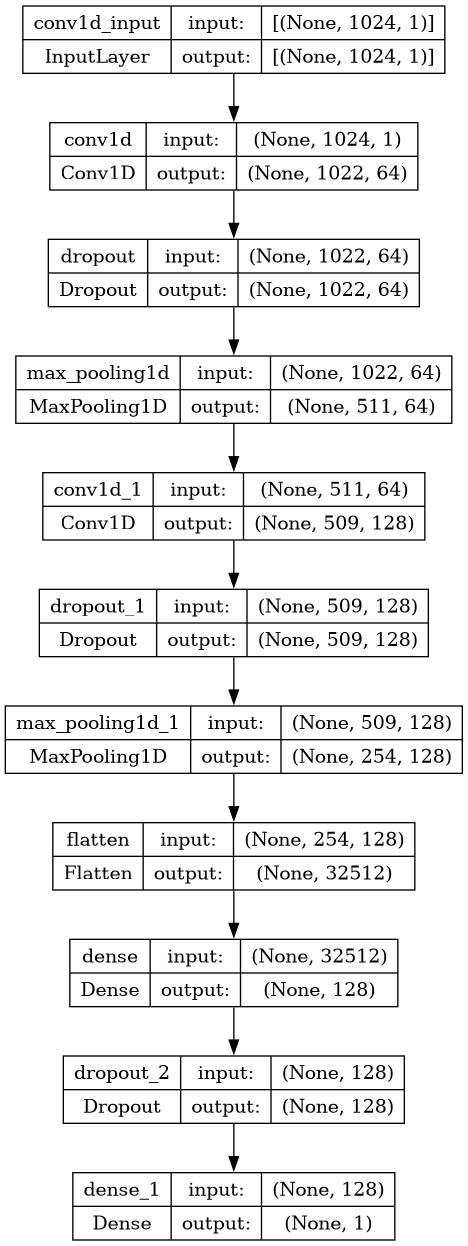 conv1d_input input: [(None, 1024, 1)]
InputLayer output: [(None, 1024, 1)]
conv1d input: (None, 1024, 1)
Conv1D output: (None, 1022, 64)
dropout input: (None, 1022, 64)
Dropout output: (None, 1022, 64)
max_pooling1d input: (None, 1022, 64)
MaxPooling1D output: (None, 511, 64)
conv1d_1 input: (None, 511, 64)
Conv1D output: (None, 509, 128)
dropout_1 input: (None, 509, 128)
Dropout output: (None, 509, 128)
max_pooling1d_1 input: (None, 509, 128)
MaxPooling1D output: (None, 254, 128)
flatten input: (None, 254, 128)
Flatten output: (None, 32512)
dense input: (None, 32512)
Dense output: (None, 128)
dropout_2 input: (None, 128)
Dropout output: (None, 128)
dense_1 input: (None, 128)
Dense output: (None, 1)